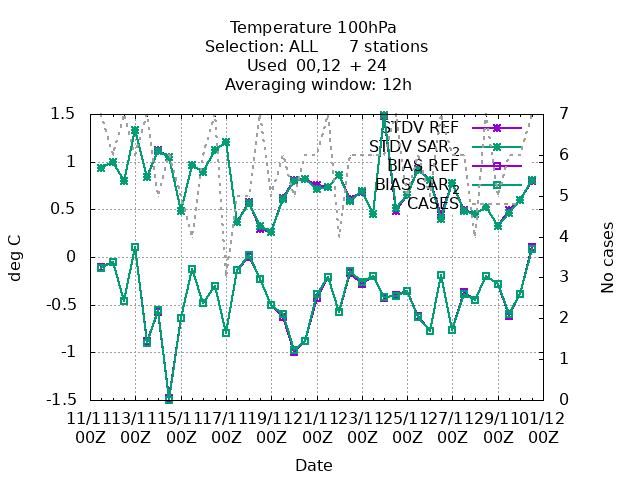 Temperature 100hPa
Selection: ALL 7 stations
Used 00,12 + 24
Averaging window: 12h
1.5
1
0.5
0
-0.5
-1
-1.5
deg C
7
6
5
4
3
2
1
0
No cases
STDV REF
STDV SAR_2
BIAS REF
BIAS SAR_2
CASES
11/11 13/11 15/11 17/11 19/11 21/11 23/11 25/11 27/11 29/11 01/12
00Z 00Z 00Z 00Z 00Z 00Z 00Z 00Z 00Z 00Z 00Z
Date